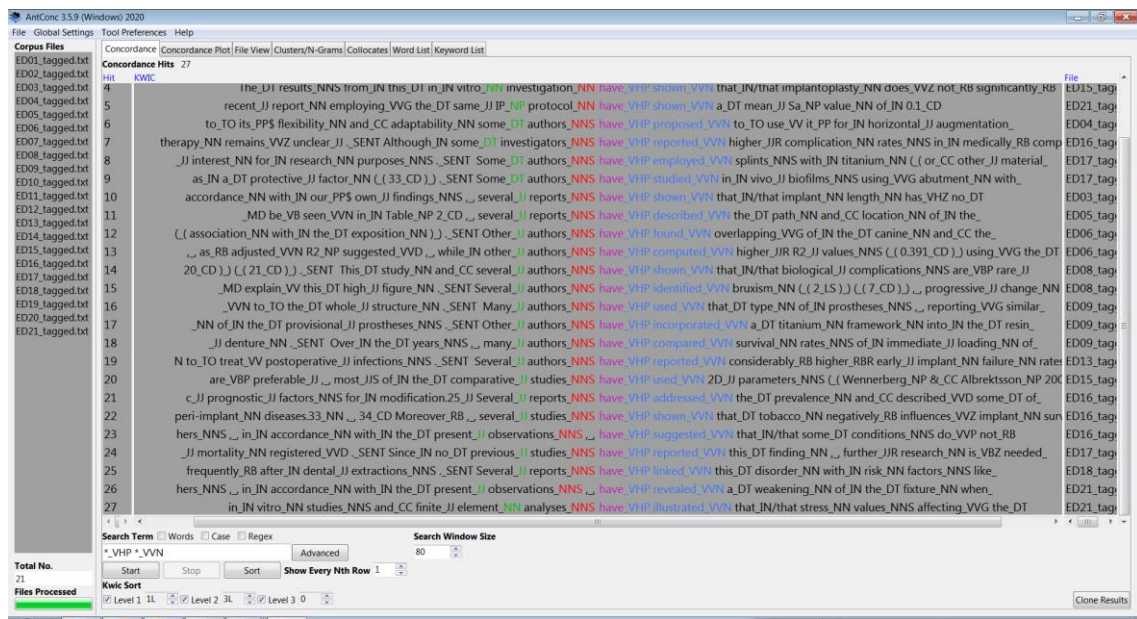 AntConc 3.5.9 (Windows) 2020
File Global Settings Tool Preferences Help
Corpus Files
ED01_tagged.txt
ED02_tagged.txt
ED03_tagged.txt
ED04_tagged.txt
ED05_tagged.txt
ED06_tagged.txt
ED07_tagged.txt
ED08_tagged.txt
ED09_tagged.txt
ED10_tagged.txt
ED11_tagged.txt
ED12_tagged.txt
ED13_tagged.txt
ED14_tagged.txt
ED15_tagged.txt
ED16_tagged.txt
ED17_tagged.txt
ED18_tagged.txt
ED19_tagged.txt
ED20_tagged.txt
ED21_tagged.txt
Total No.
21
Files Processed
Concordance Concordance Plot File View Clusters/N-Grams Collocates Word List Keyword List
Concordance Hits 27
Hit KWIC File
4 The_DT results_NNS from_IN this_DT in_IN vitro_NN investigation_NN have_VHP shown_VVN that_IN/that implantoplasty_NN does_VVZ not_RB significantly_RB ED15_tag
5 recent_JJ report_NN employing_VVG the_DT same_JJ IP_NP protocol_NN have_VHP shown_VVN a_DT mean_JJ Sa_NP value_NN of_IN 0.1_CD ED21_tag
6 to_TO its_PP$ flexibility_NN and_CC adaptability_NN some_DT authors_NNS have_VHP proposed_VVN to_TO use_VV it_PP for_IN horizontal_JJ augmentation_ ED04_tag
7 therapy_NN remains_VVZ unclear_JJ ._SENT Although_IN some_DT investigators_NNS have_VHP reported_VVN higher_JJR complication_NN rates_NNS in_IN medically_RB comp ED16_tag
8 _JJ interest_NN for_IN research_NN purposes_NNS ._SENT Some_DT authors_NNS have_VHP employed_VVN splints_NNS with_IN titanium_NN (_( or_CC other_JJ material_ ED17_tag
9 as_IN a_DT protective_JJ factor_NN (_( 33_CD )_) ._SENT Some_DT authors_NNS have_VHP studied_VVN in_IN vivo_JJ biofilms_NNS using_VVG abutment_NN with_ ED17_tag
10 accordance_NN with_IN our_PP$ own_JJ findings_NNS ,_, several_JJ reports_NNS have_VHP shown_VVN that_IN/that implant_NN length_NN has_VHZ no_DT ED03_tag
11 _MD be_VB seen_VVN in_IN Table_NP 2_CD ,_, several_JJ reports_NNS have_VHP described_VVN the_DT path_NN and_CC location_NN of_IN the_ ED05_tag
12 (_( association_NN with_IN the_DT exposition_NN )_) ._SENT Other_JJ authors_NNS have_VHP found_VVN overlapping_VVG of_IN the_DT canine_NN and_CC the_ ED06_tag
13 ,_, as_RB adjusted_VVN R2_NP suggested_VVD ,_, while_IN other_JJ authors_NNS have_VHP computed_VVN higher_JJR R2_JJ values_NNS (_( 0.391_CD )_) using_VVG the_DT ED06_tag
14 20_CD )_) (_( 21_CD )_) ._SENT This_DT study_NN and_CC several_JJ authors_NNS have_VHP shown_VVN that_IN/that biological_JJ complications_NNS are_VBP rare_JJ ED08_tag
15 _MD explain_VV this_DT high_JJ figure_NN ._SENT Several_JJ authors_NNS have_VHP identified_VVN bruxism_NN (_( 2_LS )_) (_( 7_CD )_) ,_, progressive_JJ change_NN ED08_tag
16 _VVN to_TO the_DT whole_JJ structure_NN ._SENT Many_JJ authors_NNS have_VHP used_VVN that_DT type_NN of_IN prostheses_NNS ,_, reporting_VVG similar_ ED09_tag
17 _NN of_IN the_DT provisional_JJ prostheses_NNS ._SENT Other_JJ authors_NNS have_VHP incorporated_VVN a_DT titanium_NN framework_NN into_IN the_DT resin_ ED09_tag
18 _JJ denture_NN ._SENT Over_IN the_DT years_NNS ,_, many_JJ authors_NNS have_VHP compared_VVN survival_NN rates_NNS of_IN immediate_JJ loading_NN of_ ED09_tag
19 N to_TO treat_VV postoperative_JJ infections_NNS ._SENT Several_JJ authors_NNS have_VHP reported_VVN considerably_RB higher_RBR early_JJ implant_NN failure_NN rates ED13_tag
20 are_VBP preferable_JJ ,_, most_JJS of_IN the_DT comparative_JJ studies_NNS have_VHP used_VVN 2D_JJ parameters_NNS (_( Wennerberg_NP &_CC Albrektsson_NP 200 ED15_tag
21 c_JJ prognostic_JJ factors_NNS for_IN modification.25_JJ Several_JJ reports_NNS have_VHP addressed_VVN the_DT prevalence_NN and_CC described_VVD some_DT of_ ED16_tag
22 peri-implant_NN diseases.33_NN ,_, 34_CD Moreover_RB ,_, several_JJ studies_NNS have_VHP shown_VVN that_DT tobacco_NN negatively_RB influences_VVZ implant_NN surv ED16_tag
23 hers_NNS ,_, in_IN accordance_NN with_IN the_DT present_JJ observations_NNS ,_, have_VHP suggested_VVN that_IN/that some_DT conditions_NNS do_VVP not_RB ED16_tag
24 _JJ mortality_NN registered_VVD ._SENT Since_IN no_DT previous_JJ studies_NNS have_VHP reported_VVN this_DT finding_NN ,_, further_JJR research_NN is_VBZ needed_ ED17_tag
25 frequently_RB after_IN dental_JJ extractions_NNS ._SENT Several_JJ reports_NNS have_VHP linked_VVN this_DT disorder_NN with_IN risk_NN factors_NNS like_ ED18_tag
26 hers_NNS ,_, in_IN accordance_NN with_IN the_DT present_JJ observations_NNS ,_, have_VHP revealed_VVN a_DT weakening_NN of_IN the_DT fixture_NN when_ ED21_tag
27 in_IN vitro_NN studies_NNS and_CC finite_JJ element_NN analyses_NNS have_VHP illustrated_VVN that_IN/that stress_NN values_NNS affecting_VVG the_DT ED21_tag
Search Term Words Case Regex Search Window Size
*_VHP *_VVN Advanced 80
Start Stop Sort Show Every Nth Row 1
Kwic Sort
Level 1 1L Level 2 3L Level 3 0 Clone Results